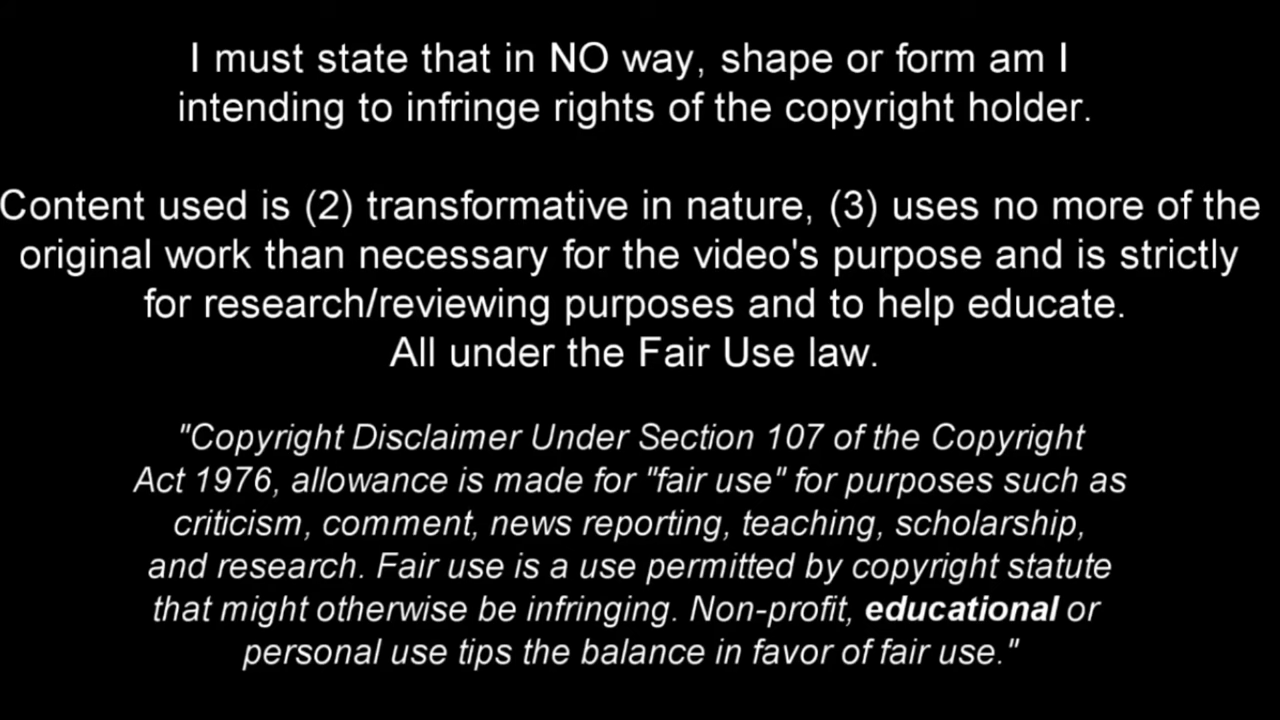 I must state that in NO way, shape or form am I
intending to infringe rights of the copyright holder.
Content used is (2) transformative in nature, (3) uses no more of the
original work than necessary for the video's purpose and is strictly
for research/reviewing purposes and to help educate.
All under the Fair Use law.
"Copyright Disclaimer Under Section 107 of the Copyright
Act 1976, allowance is made for "fair use" for purposes such as
criticism, comment, news reporting, teaching, scholarship,
and research. Fair use is a use permitted by copyright statute
that might otherwise be infringing. Non-profit, educational or
personal use tips the balance in favor of fair use."